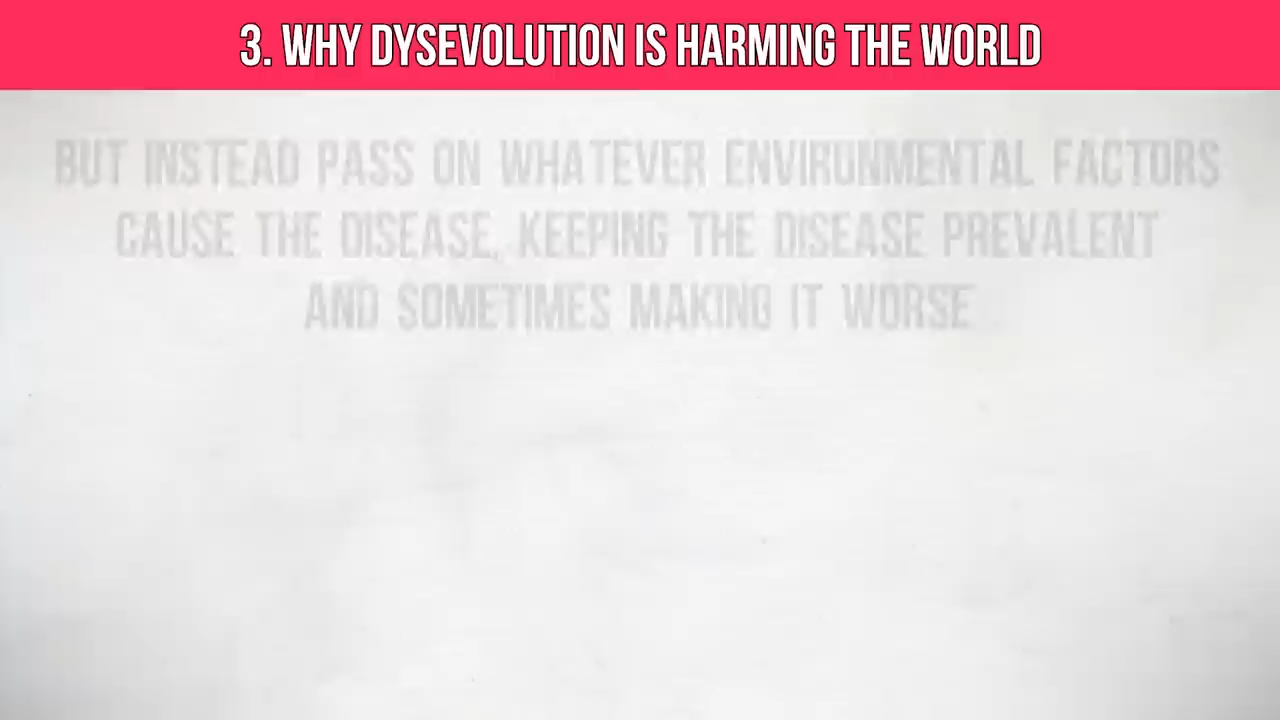 3. WHY DYSEVOLUTION IS HARMING THE WORLD
BUT INSTEAD PASS ON WHATEVER ENVIRONMENTAL FACTORS
CAUSE THE DISEASE, KEEPING THE DISEASE PREVALENT
AND SOMETIMES MAKING IT WORSE